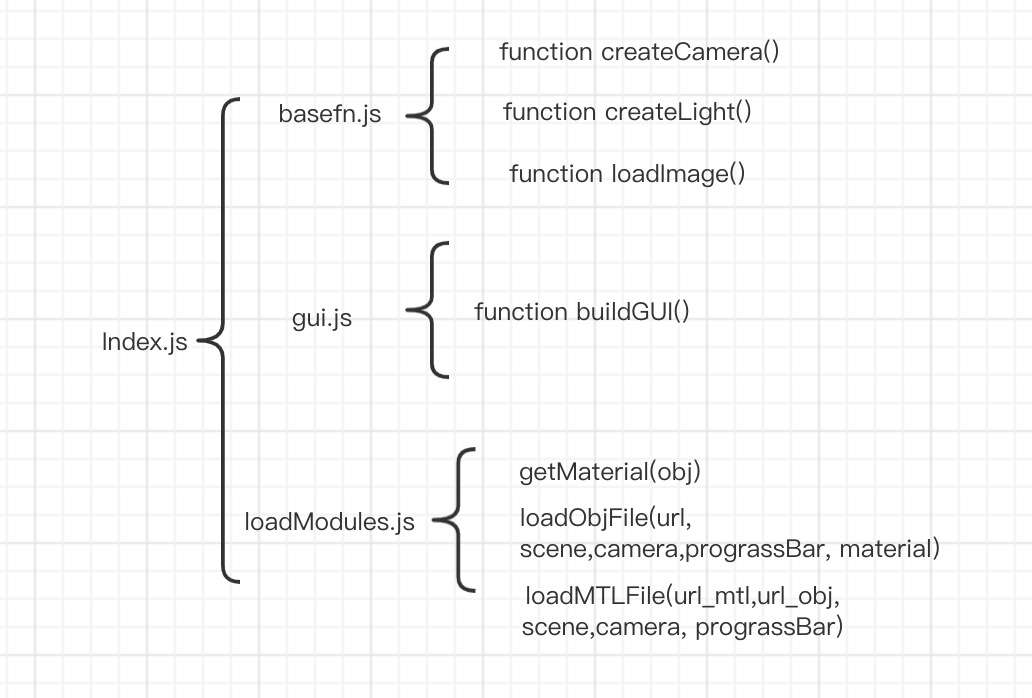 Index.js
basefn.js
function createCamera()
function createLight()
function loadImage()
gui.js
function buildGUI()
loadModules.js
getMaterial(obj)
loadObjFile(url,
scene,camera,prograssBar, material)
loadMTLFile(url_mtl,url_obj,
scene,camera, prograssBar)